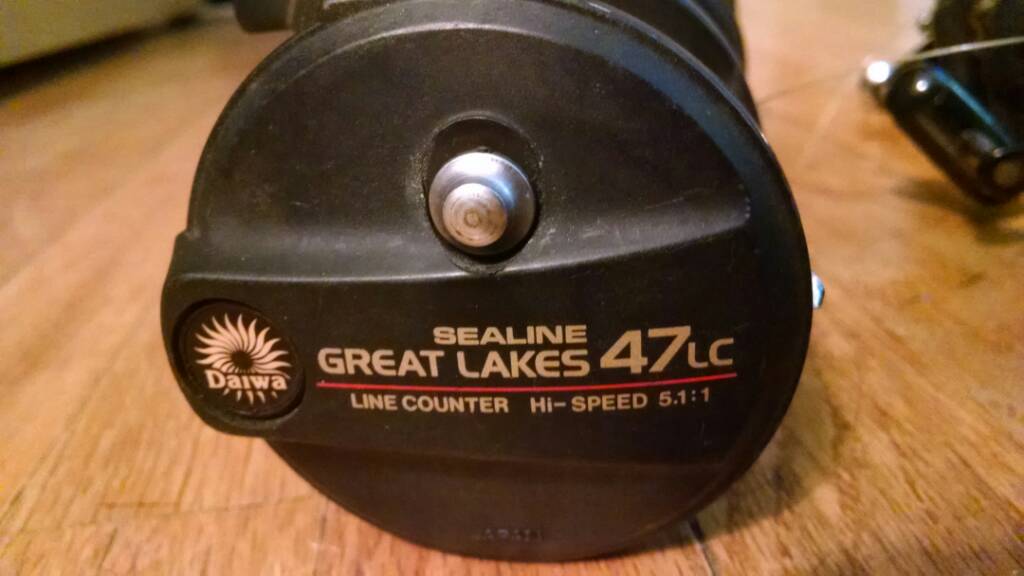 SEALINE
GREAT LAKES 47LC
LINE COUNTER Hi-SPEED 5.1:1
Daiwa